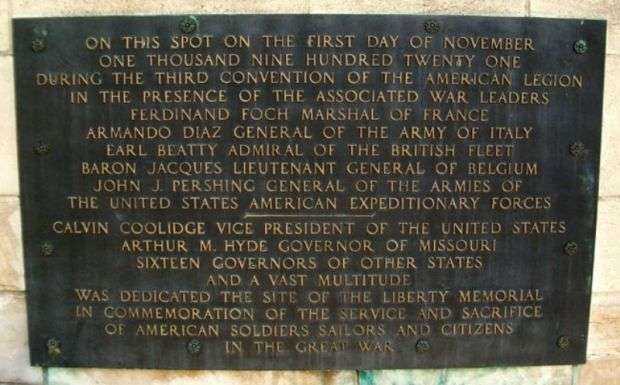 ON THIS SPOT ON THE FIRST DAY OF NOVEMBER
ONE THOUSAND NINE HUNDRED TWENTY ONE
DURING THE THIRD CONVENTION OF THE AMERICAN LEGION
IN THE PRESENCE OF THE ASSOCIATED WAR LEADERS
FERDINAND FOCH MARSHAL OF FRANCE
ARMANDO DIAZ GENERAL OF THE ARMY OF ITALY
EARL BEATTY ADMIRAL OF THE BRITISH FLEET
BARON JACQUES LIEUTENANT GENERAL OF BELGIUM
JOHN J. PERSHING GENERAL OF THE ARMIES OF
THE UNITED STATES AMERICAN EXPEDITIONARY FORCES
CALVIN COOLIDGE VICE PRESIDENT OF THE UNITED STATES
ARTHUR M. HYDE GOVERNOR OF MISSOURI
SIXTEEN GOVERNORS OF OTHER STATES
AND A VAST MULTITUDE
WAS DEDICATED THE SITE OF THE LIBERTY MEMORIAL
IN COMMEMORATION OF THE SERVICE AND SACRIFICE
OF AMERICAN SOLDIERS SAILORS AND CITIZENS
IN THE GREAT WAR